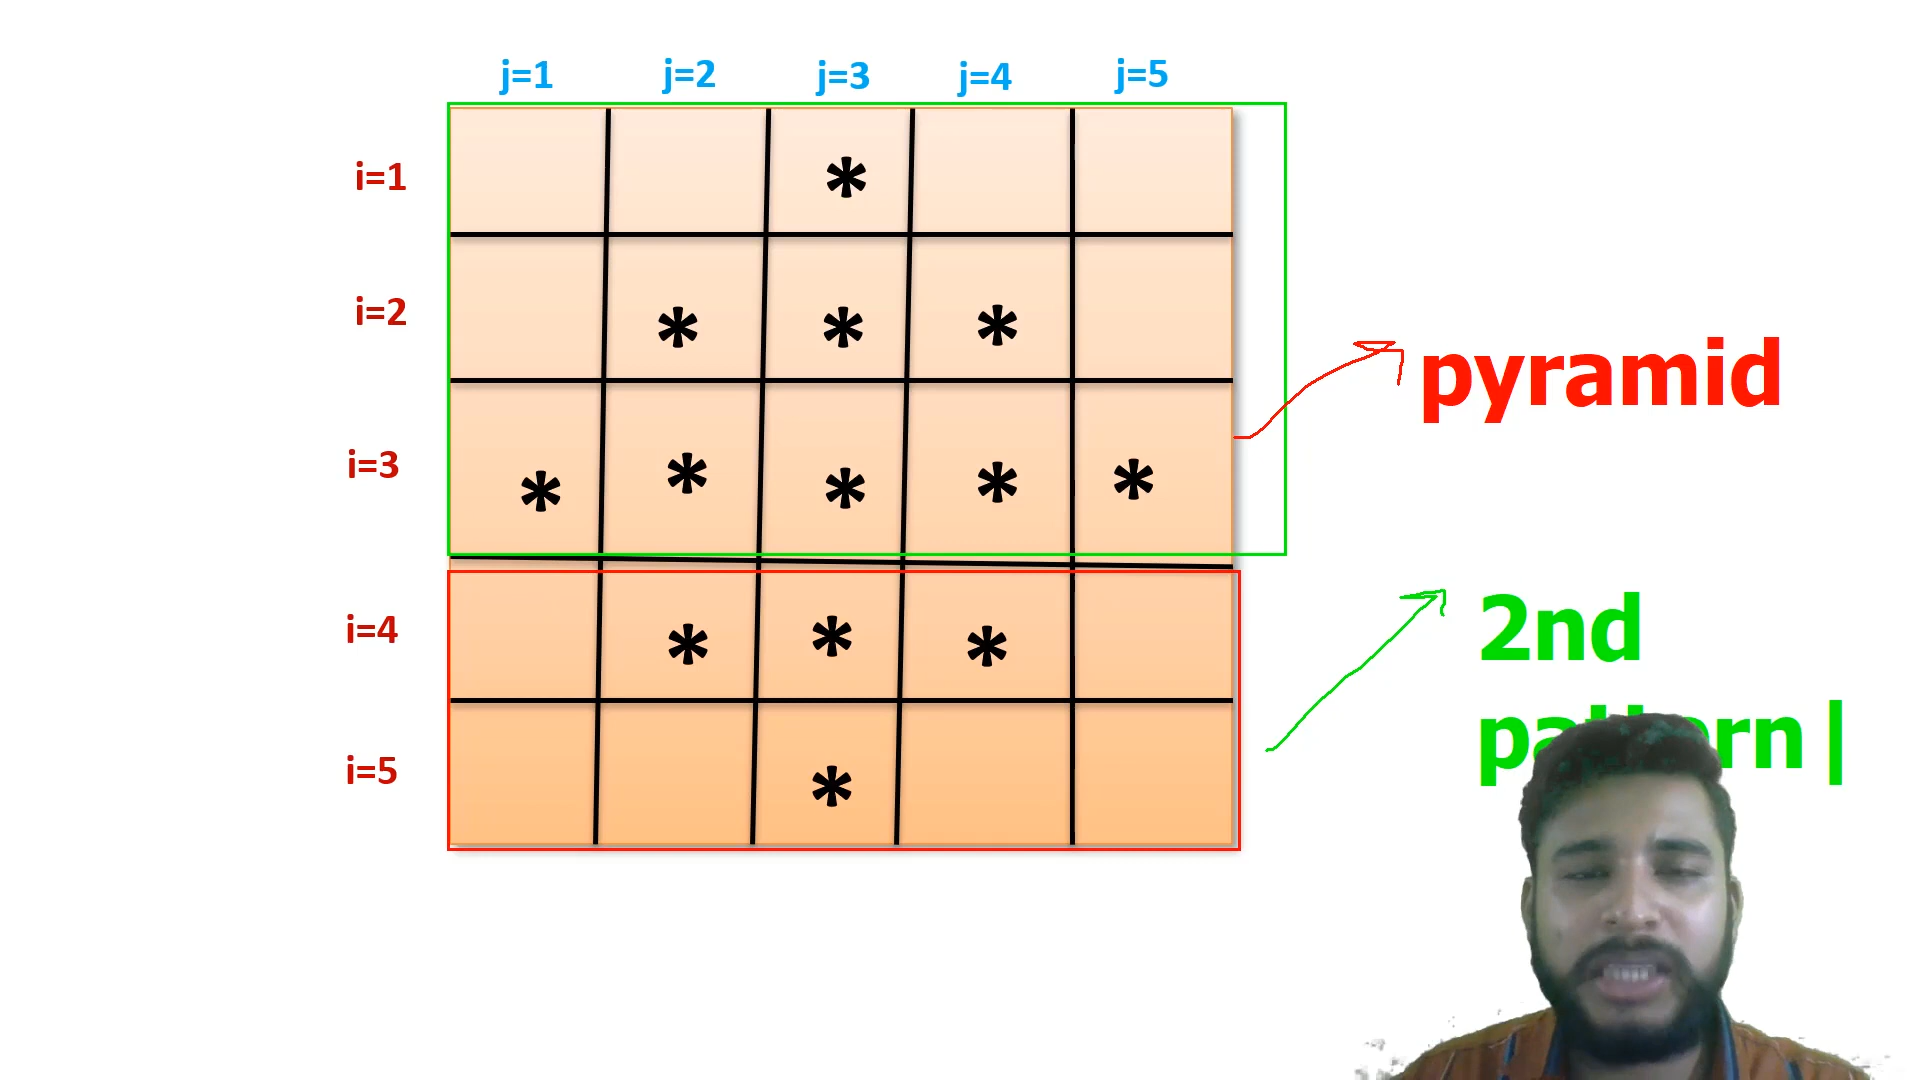 j=1 j=2 j=3 j=4 j=5
i=1 *
i=2 * * *
pyramid
i=3 * * * * *
2nd
i=4 * * *
i=5 *